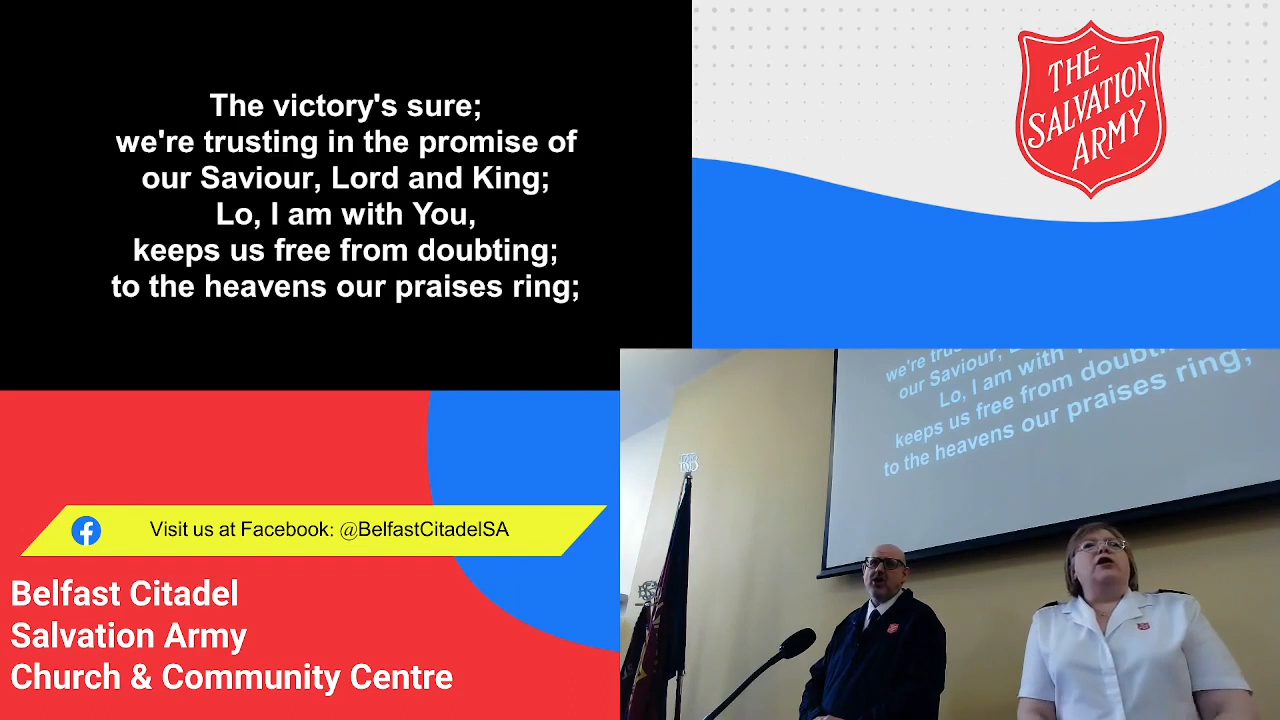 The victory's sure;
we're trusting in the promise of
our Saviour, Lord and King;
Lo, I am with You,
keeps us free from doubting;
to the heavens our praises ring;
THE
SALVATION
ARMY
we're
our Saviour,
Lo, I am with
keeps us free from
to the heavens our praises ring;
Visit us at Facebook: @BelfastCitadelSA
Belfast Citadel
Salvation Army
Church & Community Centre